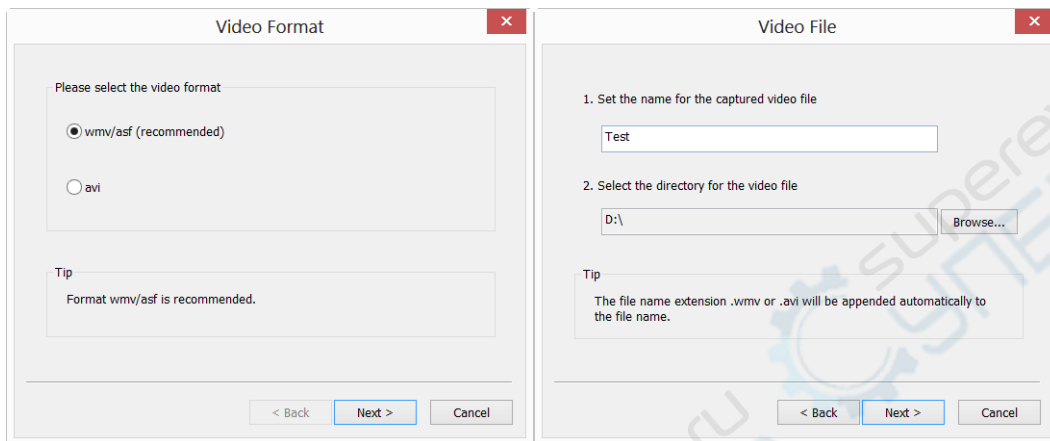 Video Format
Please select the video format
wmv/asf (recommended)
avi
Tip
Format wmv/asf is recommended.
< Back
Next >
Cancel
Video File
1. Set the name for the captured video file
Test
2. Select the directory for the video file
D:\
Browse...
Tip
The file name extension .wmv or .avi will be appended automatically to
the file name.
< Back
Next >
Cancel